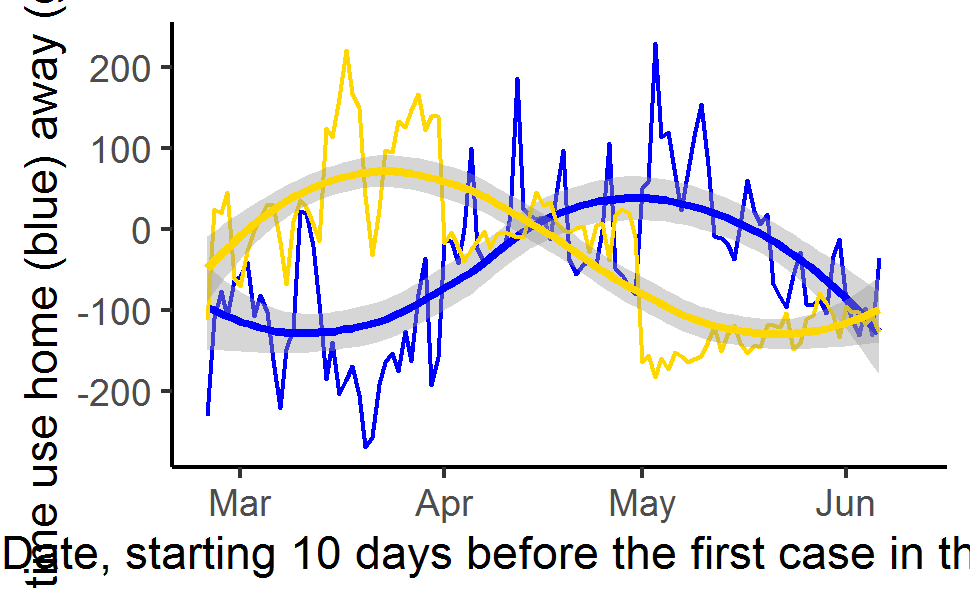 time use home (blue) away (
200
100
0
-100
-200
Mar Apr May Jun
Date, starting 10 days before the first case in th